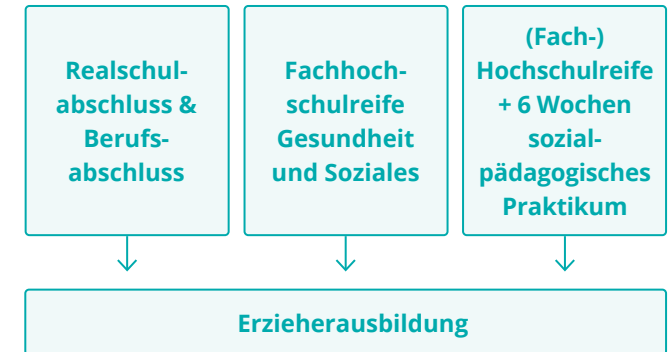 Realschul-
abschluss &
Berufs-
abschluss
Fachhoch-
schulreife
Gesundheit
und Soziales
(Fach-)
Hochschulreife
+ 6 Wochen
sozial-
pädagogisches
Praktikum
Erzieherausbildung